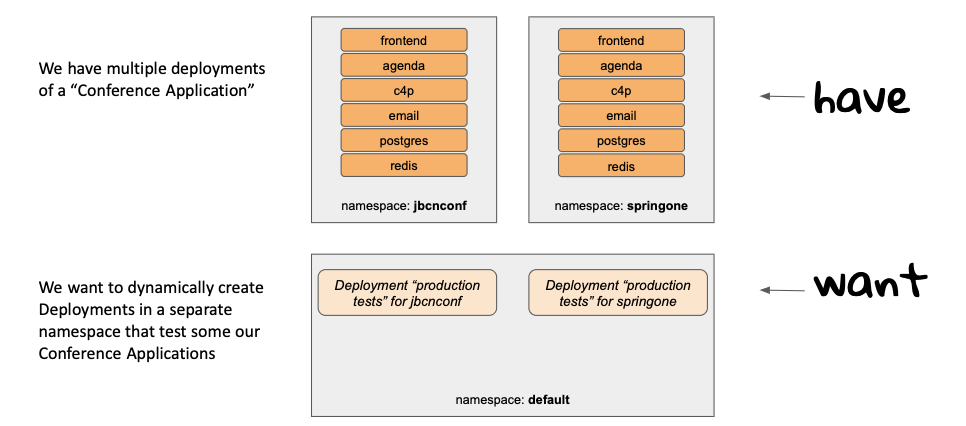 We have multiple deployments
of a “Conference Application”
frontend
agenda
c4p
email
postgres
redis
namespace: jbcnconf
frontend
agenda
c4p
email
postgres
redis
namespace: springone
have
We want to dynamically create
Deployments in a separate
namespace that test some our
Conference Applications
Deployment “production
tests” for jbcnconf
Deployment “production
tests” for springone
namespace: default
want